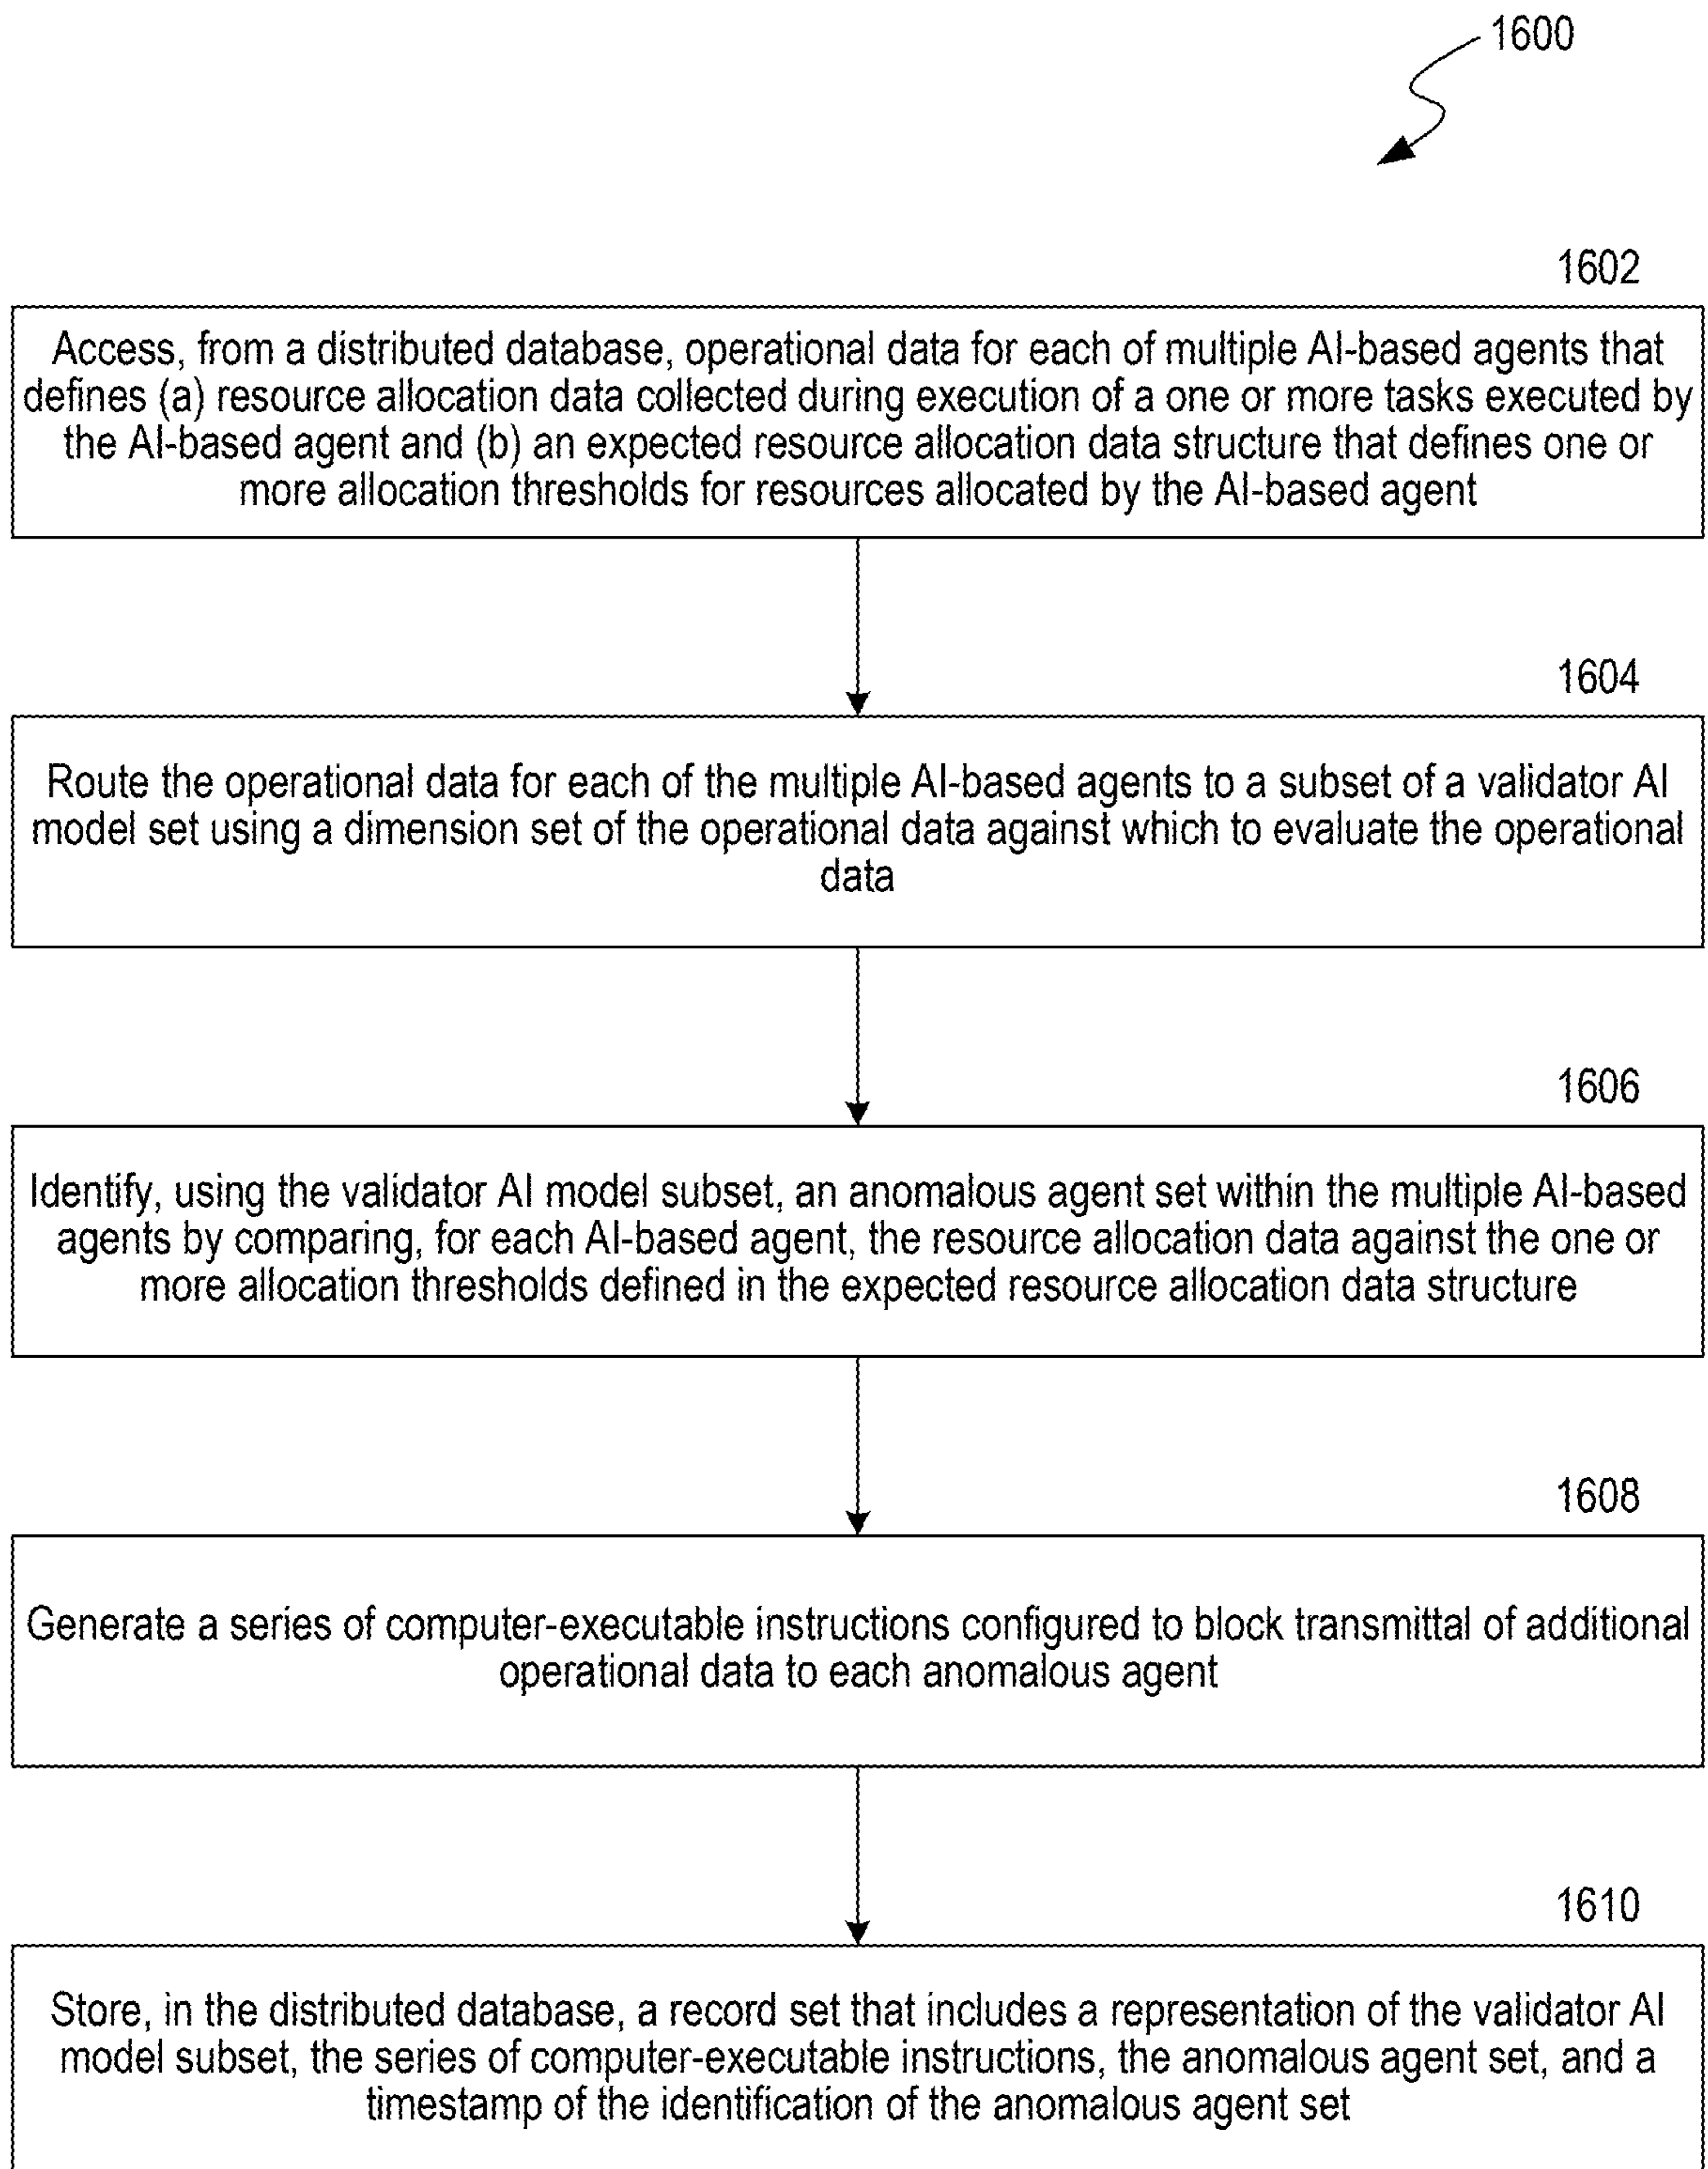 1600
1602
Access, from a distributed database, operational data for each of multiple AI-based agents that
defines (a) resource allocation data collected during execution of a one or more tasks executed by
the AI-based agent and (b) an expected resource allocation data structure that defines one or
more allocation thresholds for resources allocated by the AI-based agent
1604
Route the operational data for each of the multiple AI-based agents to a subset of a validator AI
model set using a dimension set of the operational data against which to evaluate the operational
data
1606
Identify, using the validator AI model subset, an anomalous agent set within the multiple AI-based
agents by comparing, for each AI-based agent, the resource allocation data against the one or
more allocation thresholds defined in the expected resource allocation data structure
1608
Generate a series of computer-executable instructions configured to block transmittal of additional
operational data to each anomalous agent
1610
Store, in the distributed database, a record set that includes a representation of the validator AI
model subset, the series of computer-executable instructions, the anomalous agent set, and a
timestamp of the identification of the anomalous agent set